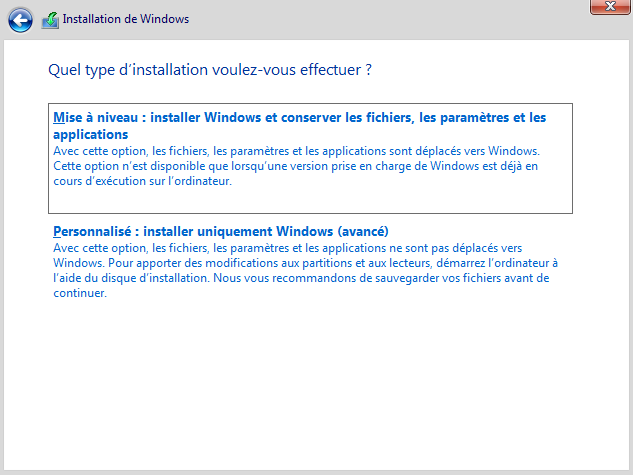 Installation de Windows
Quel type d’installation voulez-vous effectuer ?
Mise à niveau : installer Windows et conserver les fichiers, les paramètres et les
applications
Avec cette option, les fichiers, les paramètres et les applications sont déplacés vers Windows.
Cette option n’est disponible que lorsqu’une version prise en charge de Windows est déjà en
cours d’exécution sur l’ordinateur.
Personnalisé : installer uniquement Windows (avancé)
Avec cette option, les fichiers, les paramètres et les applications ne sont pas déplacés vers
Windows. Pour apporter des modifications aux partitions et aux lecteurs, démarrez l’ordinateur à
l’aide du disque d’installation. Nous vous recommandons de sauvegarder vos fichiers avant de
continuer.